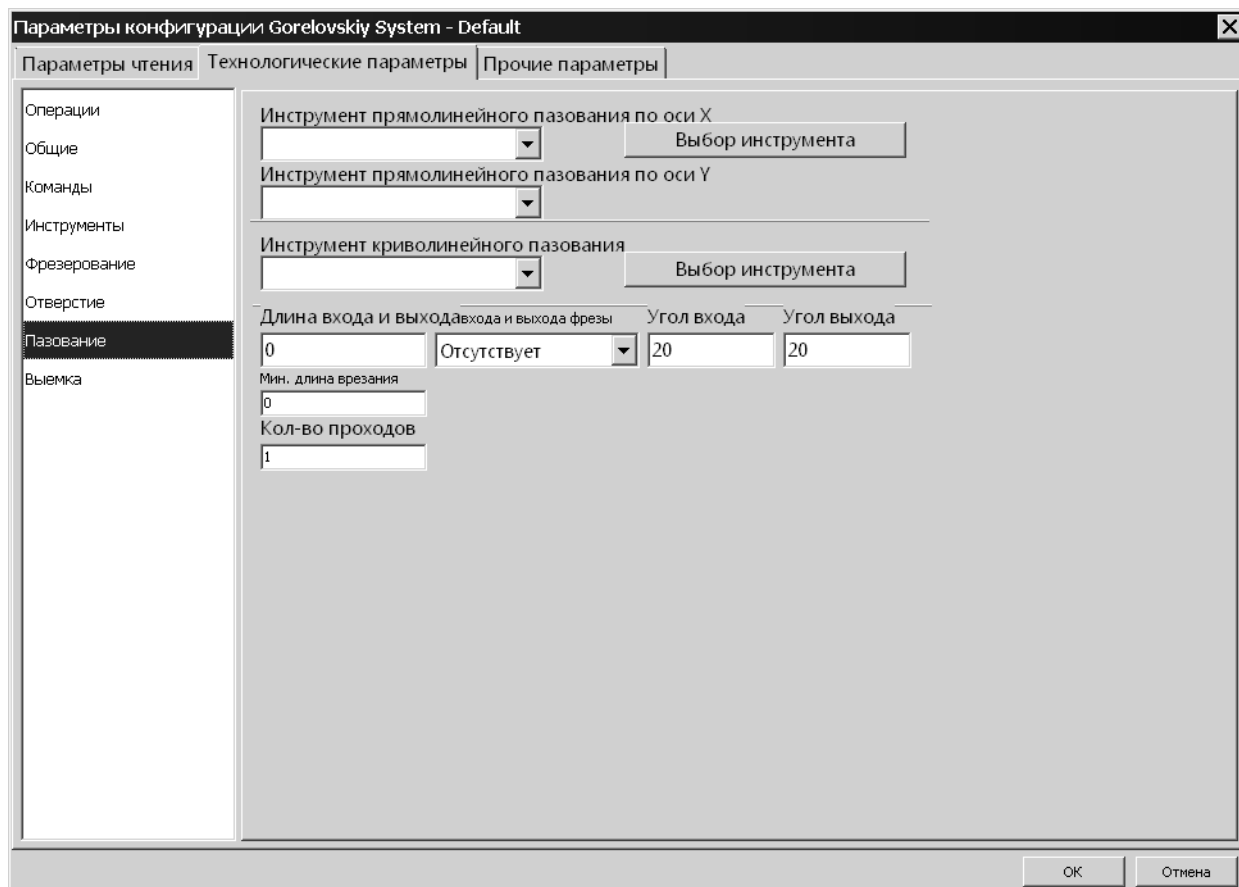 Параметры конфигурации Gorelovskiy System - Default
Параметры чтения Технологические параметры Прочие параметры
Операции
Общие
Команды
Инструменты
Фрезерование
Отверстие
Пазование
Выемка
Инструмент прямолинейного пазования по оси X
Выбор инструмента
Инструмент прямолинейного пазования по оси Y
Инструмент криволинейного пазования
Выбор инструмента
Длина входа и выхода входа и выхода фрезы Угол входа Угол выхода
0 Отсутствует 20 20
Мин. длина врезания
0
Кол-во проходов
1
ОК Отмена